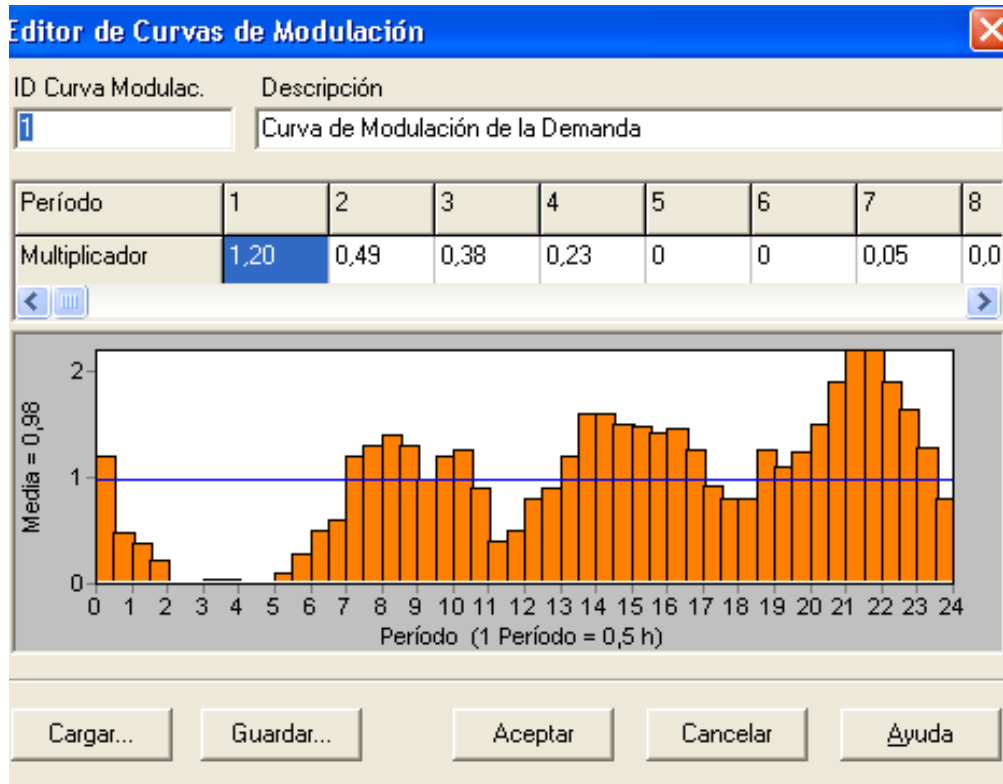 Editor de Curvas de Modulación
ID Curva Modulac. Descripción
1 Curva de Modulación de la Demanda
Período 1 2 3 4 5 6 7 8
Multiplicador 1,20 0,49 0,38 0,23 0 0 0,05 0,0
Media = 0,98
2
1
0
0 1 2 3 4 5 6 7 8 9 10 11 12 13 14 15 16 17 18 19 20 21 22 23 24
Período (1 Período = 0,5 h)
Cargar... Guardar... Aceptar Cancelar Ayuda